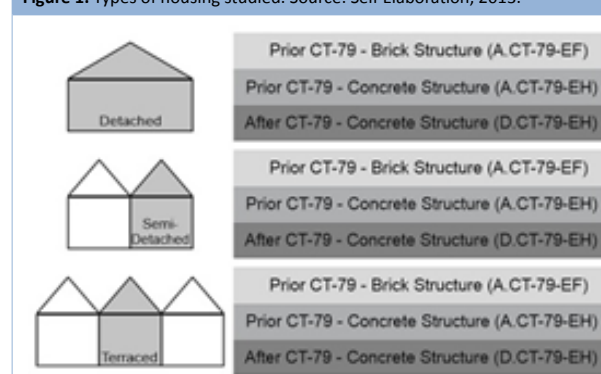 Figure 1. Types of housing studied. Source: Self Elaboration, 2015.
Detached
Prior CT-79 - Brick Structure (A.CT-79-EF)
Prior CT-79 - Concrete Structure (A.CT-79-EH)
After CT-79 - Concrete Structure (D.CT-79-EH)
Semi-
Detached
Prior CT-79 - Brick Structure (A.CT-79-EF)
Prior CT-79 - Concrete Structure (A.CT-79-EH)
After CT-79 - Concrete Structure (D.CT-79-EH)
Terraced
Prior CT-79 - Brick Structure (A.CT-79-EF)
Prior CT-79 - Concrete Structure (A.CT-79-EH)
After CT-79 - Concrete Structure (D.CT-79-EH)